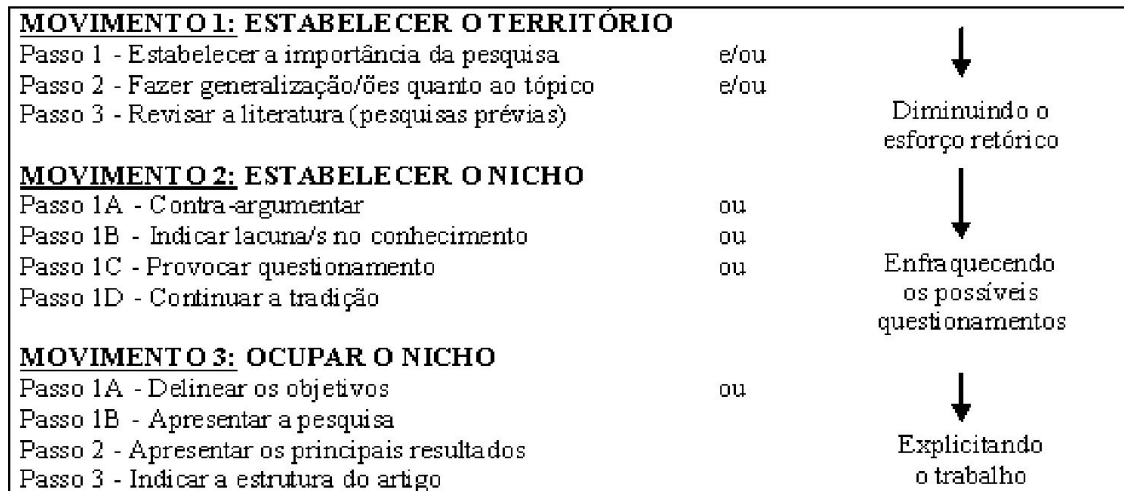 MOVIMENTO 1: ESTABELECER O TERRITÓRIO
Passo 1 - Estabelecer a importância da pesquisa e/ou
Passo 2 - Fazer generalização/ões quanto ao tópico e/ou
Passo 3 - Revisar a literatura (pesquisas prévias)
Diminuindo o
esforço retórico
MOVIMENTO 2: ESTABELECER O NICHO
Passo 1A - Contra-argumentar ou
Passo 1B - Indicar lacuna/s no conhecimento ou
Passo 1C - Provocar questionamento ou
Passo 1D - Continuar a tradição
Enfraquecendo
os possíveis
questionamentos
MOVIMENTO 3: OCUPAR O NICHO
Passo 1A - Delinear os objetivos ou
Passo 1B - Apresentar a pesquisa
Passo 2 - Apresentar os principais resultados
Passo 3 - Indicar a estrutura do artigo
Explicitando
o trabalho